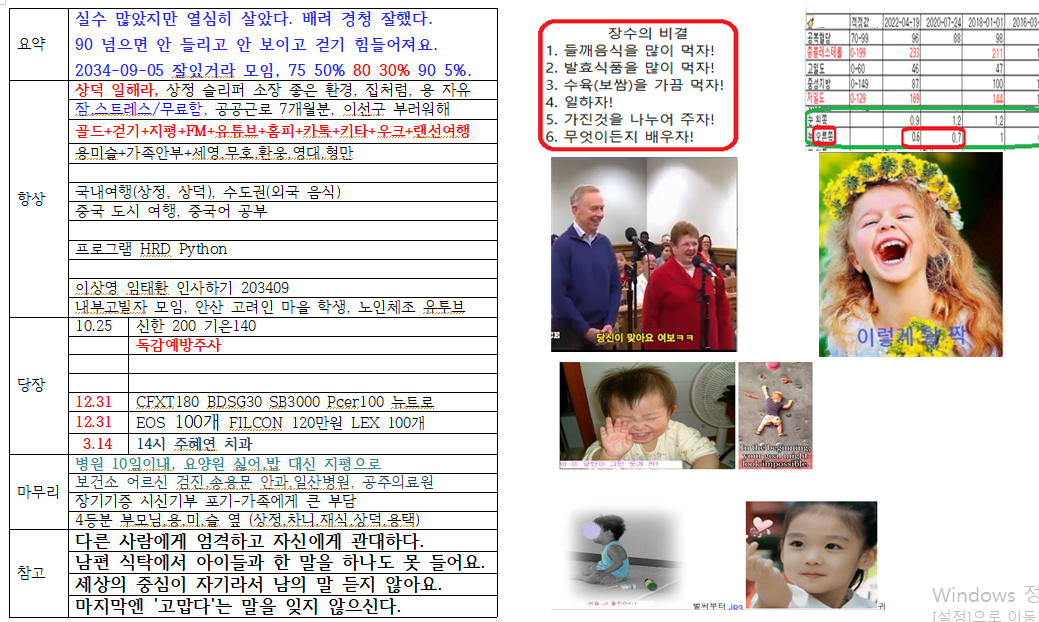 요약
실수 많았지만 열심히 살았다. 배려 경청 잘했다.
90 넘으면 안 들리고 안 보이고 걷기 힘들어져요.
2034-09-05 잘있거라 모임, 75 50% 80 30% 90 5%.
항상
상덕 일해라, 상정 슬리퍼 소장 좋은 환경, 집처럼, 용 자유
잠,스트레스/무료함, 공공근로 7개월분, 이선구 부러워해
골드+걷기+지평+FM+유튜브+홈피+카톡+키타+우크+랜선여행
용미슬+가족안부+세영,무호,환웅,영대,형만
국내여행(상정, 상덕), 수도권(외국 음식)
중국 도시 여행, 중국어 공부
프로그램 HRD Python
이상영 임태환 인사하기 203409
내부고발자 모임, 안산 고려인 마을 학생, 노인체조 유튜브
당장
10.25 신한 200 기은140
독감예방주사
12.31 CFXT180 BDSG30 SB3000 Pcer100 뉴트로
12.31 EOS 100개 FILCON 120만원 LEX 100개
3.14 14시 주혜연 치과
마무리
병원 10일이내, 요양원 싫어,밥 대신 지평으로
보건소 어르신 검진,송용문 안과,일산병원, 공주의료원
장기기증 시신기부 포기-가족에게 큰 부담
4등분 부모님,용,미,슬 옆 (상정,차니,재식,상덕,용택)
참고
다른 사람에게 엄격하고 자신에게 관대하다.
남편 식탁에서 아이들과 한 말을 하나도 못 들어요.
세상의 중심이 자기라서 남의 말 듣지 않아요.
마지막엔 '고맙다'는 말을 잊지 않으신다.
장수의 비결
1. 들깨음식을 많이 먹자!
2. 발효식품을 많이 먹자!
3. 수육(보쌈)을 가끔 먹자!
4. 일하자!
5. 가진것을 나누어 주자!
6. 무엇이든지 배우자!
적정값 2022-04-19 2020-07-24 2018-01-01 2016-03-
공복혈당 70-99 96 88 98
총콜레스테롤 0-199 233 211
고밀도 0-60 46 47
중성지방 0-149 87 100
저밀도 0-129 169 144
눈 왼쪽 0.9 1.2 1.2
눈 오른쪽 0.6 0.7 1
당신이 맞아요 여보ㅋㅋ
이렇게 활 짝
In the beginning,
your goal might
look impossible.
벌써부터 .jpg
귀
Windows 정
[설정]으로 이동